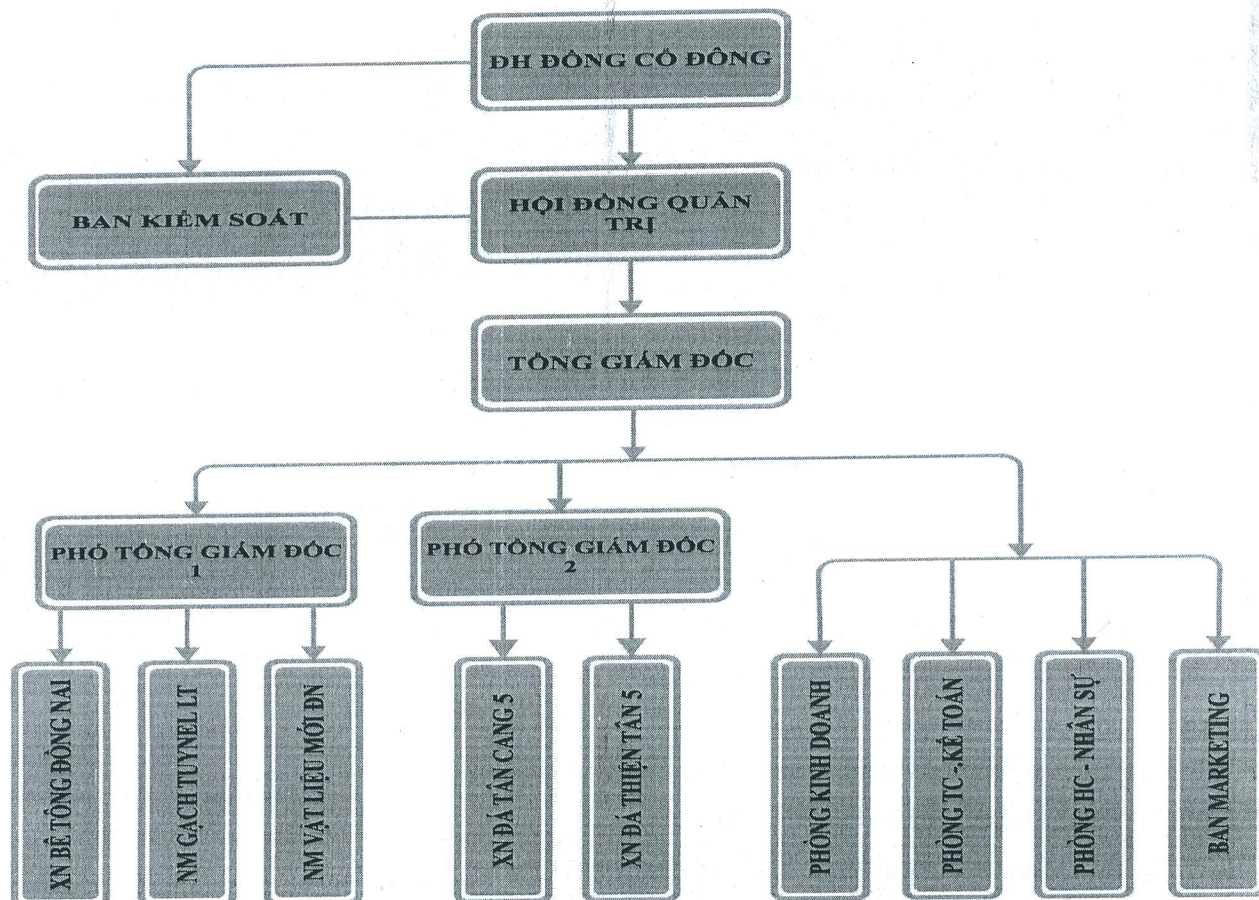 ĐH ĐỒNG CỔ ĐÔNG
BAN KIỂM SOÁT
HỘI ĐỒNG QUẢN
TRỊ
TỔNG GIÁM ĐỐC
PHÓ TỔNG GIÁM ĐỐC
1
PHÓ TỔNG GIÁM ĐỐC
2
XN BÊ TÔNG ĐỒNG NAI
NM GẠCH TUYNEL LT
NM VẬT LIỆU MỚI ĐN
XN ĐÁ TÂN CANG 5
XN ĐÁ THIỆN TÂN 5
PHÒNG KINH DOANH
PHÒNG TC -.KẾ TOÁN
PHÒNG HC - NHÂN SỰ
BAN MARKETING